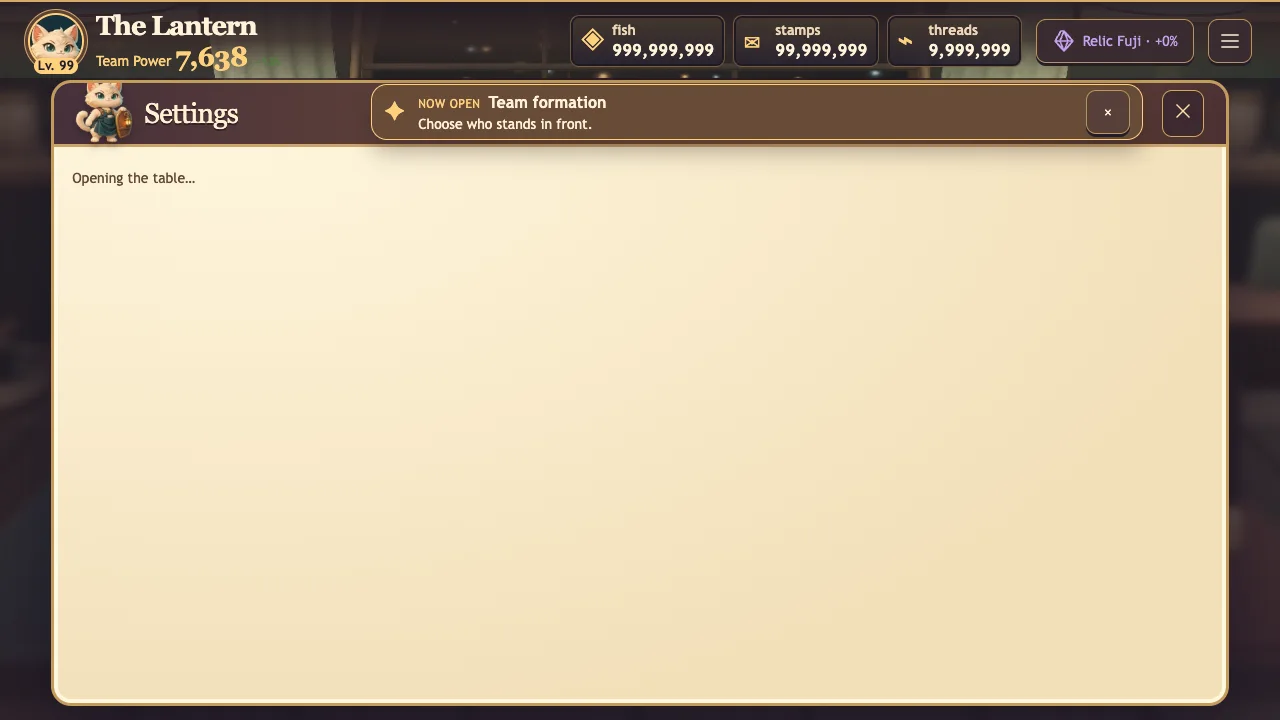 The Lantern
Lv. 99
Team Power 7,638
fish
999,999,999
stamps
99,999,999
threads
9,999,999
Relic Fuji · +0%
Settings
NOW OPEN Team formation
Choose who stands in front.
Opening the table…